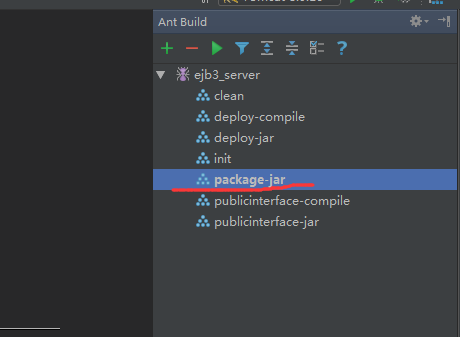 Ant Build
ejb3_server
clean
deploy-compile
deploy-jar
init
package-jar
publicinterface-compile
publicinterface-jar